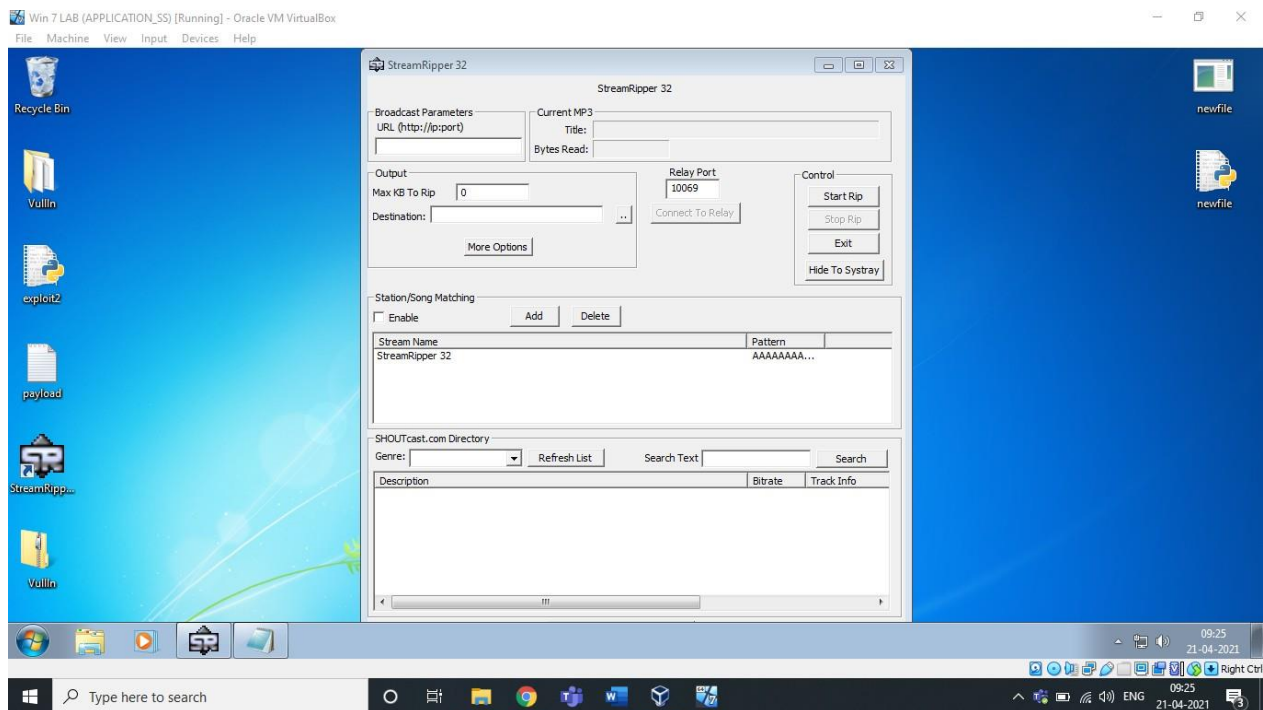 Win 7 LAB (APPLICATION_SS) [Running] - Oracle VM VirtualBox
File Machine View Input Devices Help
Recycle Bin
Vullln
exploit2
payload
StreamRipp...
Vullln
newfile
newfile
StreamRipper 32
StreamRipper 32
Broadcast Parameters
URL (http://ip:port)
Current MP3
Title:
Bytes Read:
Output
Max KB To Rip 0
Destination: ..
More Options
Relay Port
10069
Connect To Relay
Control
Start Rip
Stop Rip
Exit
Hide To Systray
Station/Song Matching
Enable Add Delete
Stream Name Pattern
StreamRipper 32 AAAAAAAA...
SHOUTcast.com Directory
Genre: Refresh List Search Text Search
Description Bitrate Track Info
09:25
21-04-2021
Right Ctrl
Type here to search
ENG
09:25
21-04-2021
3